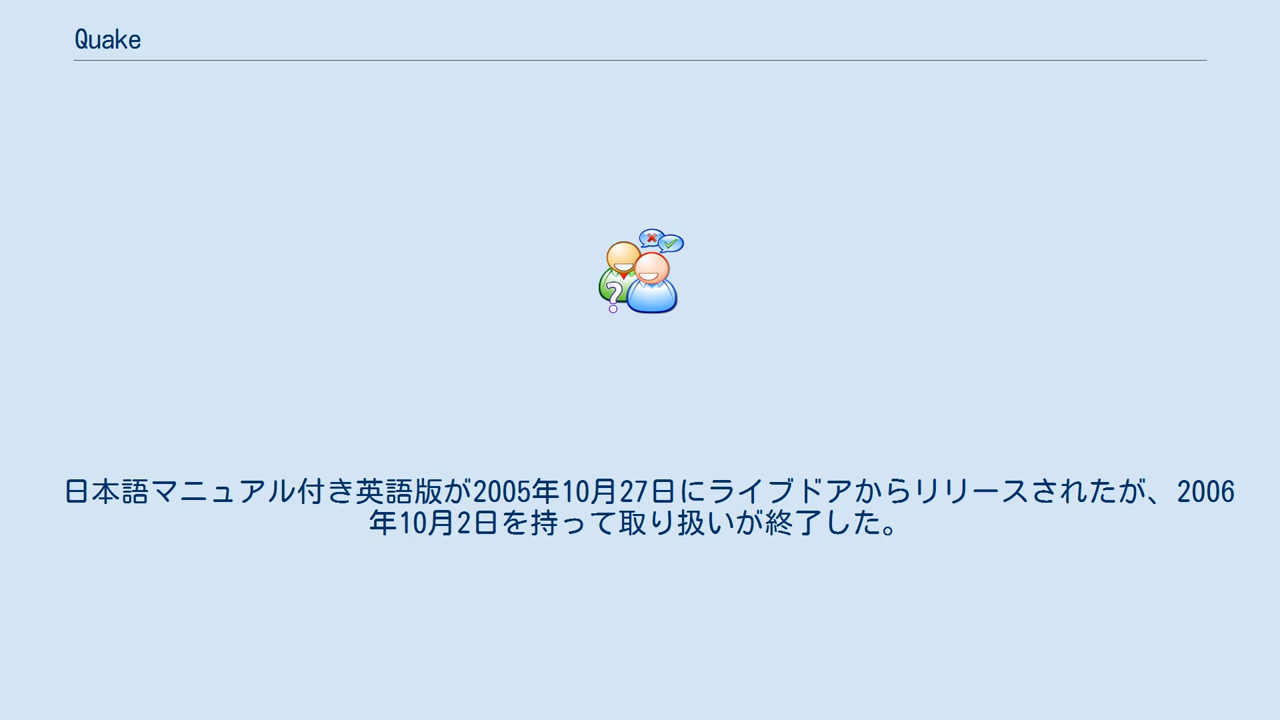 Quake
日本語マニュアル付き英語版が2005年10月27日にライブドアからリリースされたが、2006
年10月2日を持って取り扱いが終了した。